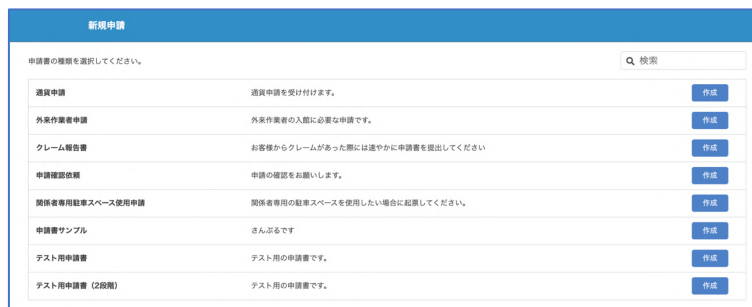 新規申請
申請書の種類を選択してください。
検索
通貨申請 通貨申請を受け付けます。 作成
外来作業者申請 外来作業者の入館に必要な申請です。 作成
クレーム報告書 お客様からクレームがあった際には速やかに申請書を提出してください 作成
申請確認依頼 申請の確認をお願いします。 作成
関係者専用駐車スペース使用申請 関係者専用の駐車スペースを使用したい場合に起票してください。 作成
申請書サンプル さんぷるです 作成
テスト用申請書 テスト用の申請書です。 作成
テスト用申請書（2段階） テスト用の申請書です。 作成